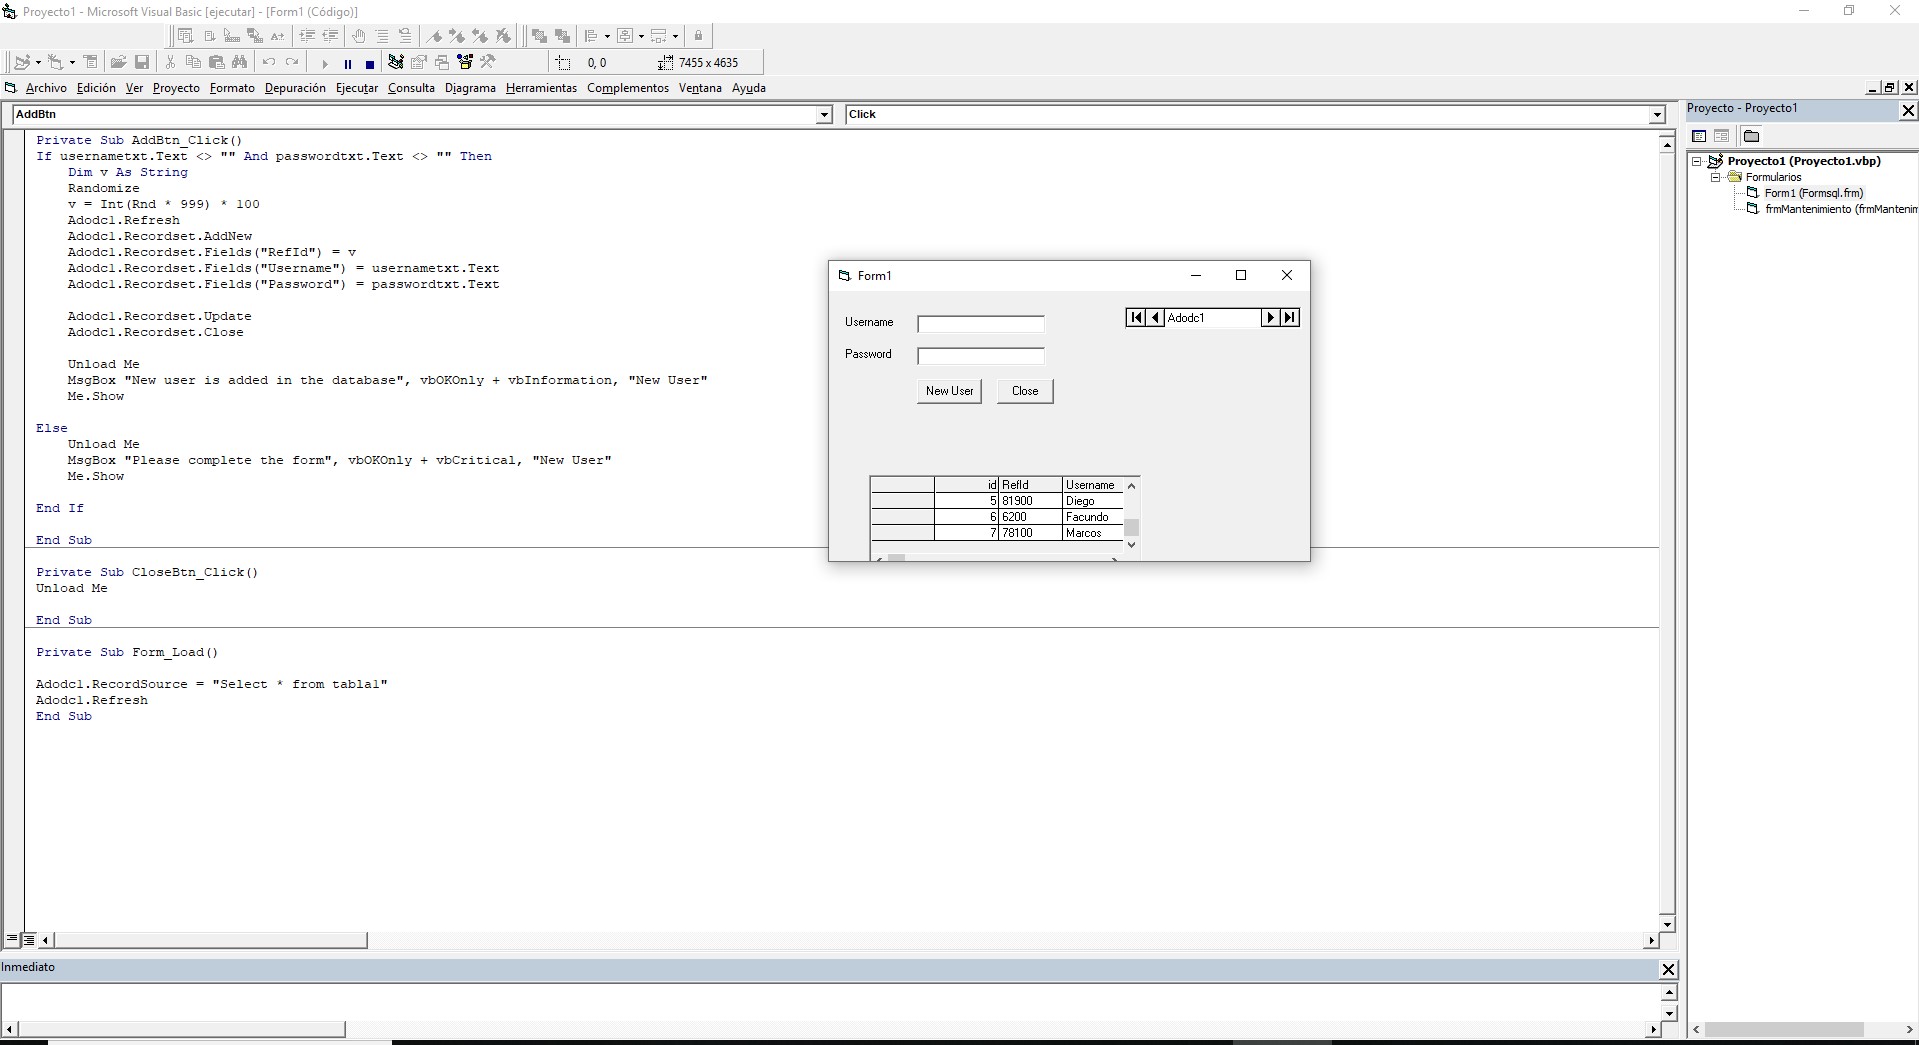 Proyecto1 - Microsoft Visual Basic [ejecutar] - [Form1 (Código)]
0, 0
7455 x 4635
Archivo Edición Ver Proyecto Formato Depuración Ejecutar Consulta Diagrama Herramientas Complementos Ventana Ayuda
AddBtn
Click
Private Sub AddBtn_Click()
If usernametxt.Text <> "" And passwordtxt.Text <> "" Then
Dim v As String
Randomize
v = Int(Rnd * 999) * 100
Adodc1.Refresh
Adodc1.Recordset.AddNew
Adodc1.Recordset.Fields("RefId") = v
Adodc1.Recordset.Fields("Username") = usernametxt.Text
Adodc1.Recordset.Fields("Password") = passwordtxt.Text
Adodc1.Recordset.Update
Adodc1.Recordset.Close
Unload Me
MsgBox "New user is added in the database", vbOKOnly + vbInformation, "New User"
Me.Show
Else
Unload Me
MsgBox "Please complete the form", vbOKOnly + vbCritical, "New User"
Me.Show
End If
End Sub
Private Sub CloseBtn_Click()
Unload Me
End Sub
Private Sub Form_Load()
Adodc1.RecordSource = "Select * from tabla1"
Adodc1.Refresh
End Sub
Form1
Username
Adodc1
Password
New User
Close
id RefId Username
5 81900 Diego
6 6200 Facundo
7 78100 Marcos
Proyecto - Proyecto1
Proyecto1 (Proyecto1.vbp)
Formularios
Form1 (Formsql.frm)
frmMantenimiento (frmMantenim
Inmediato